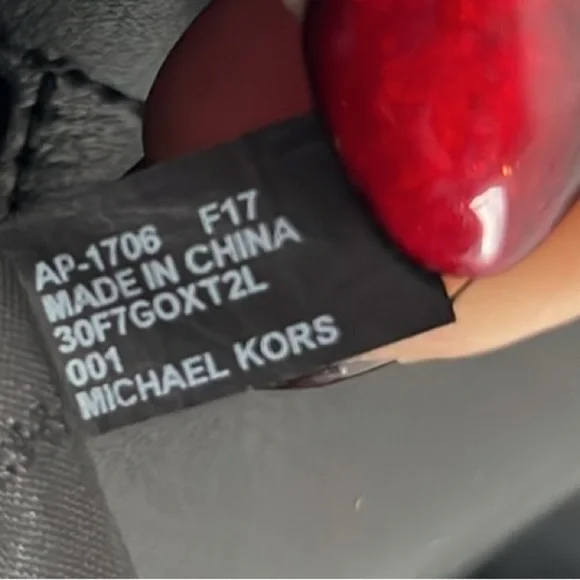 AP-1706 F17
MADE IN CHINA
30F7GOXT2L
001
MICHAEL KORS